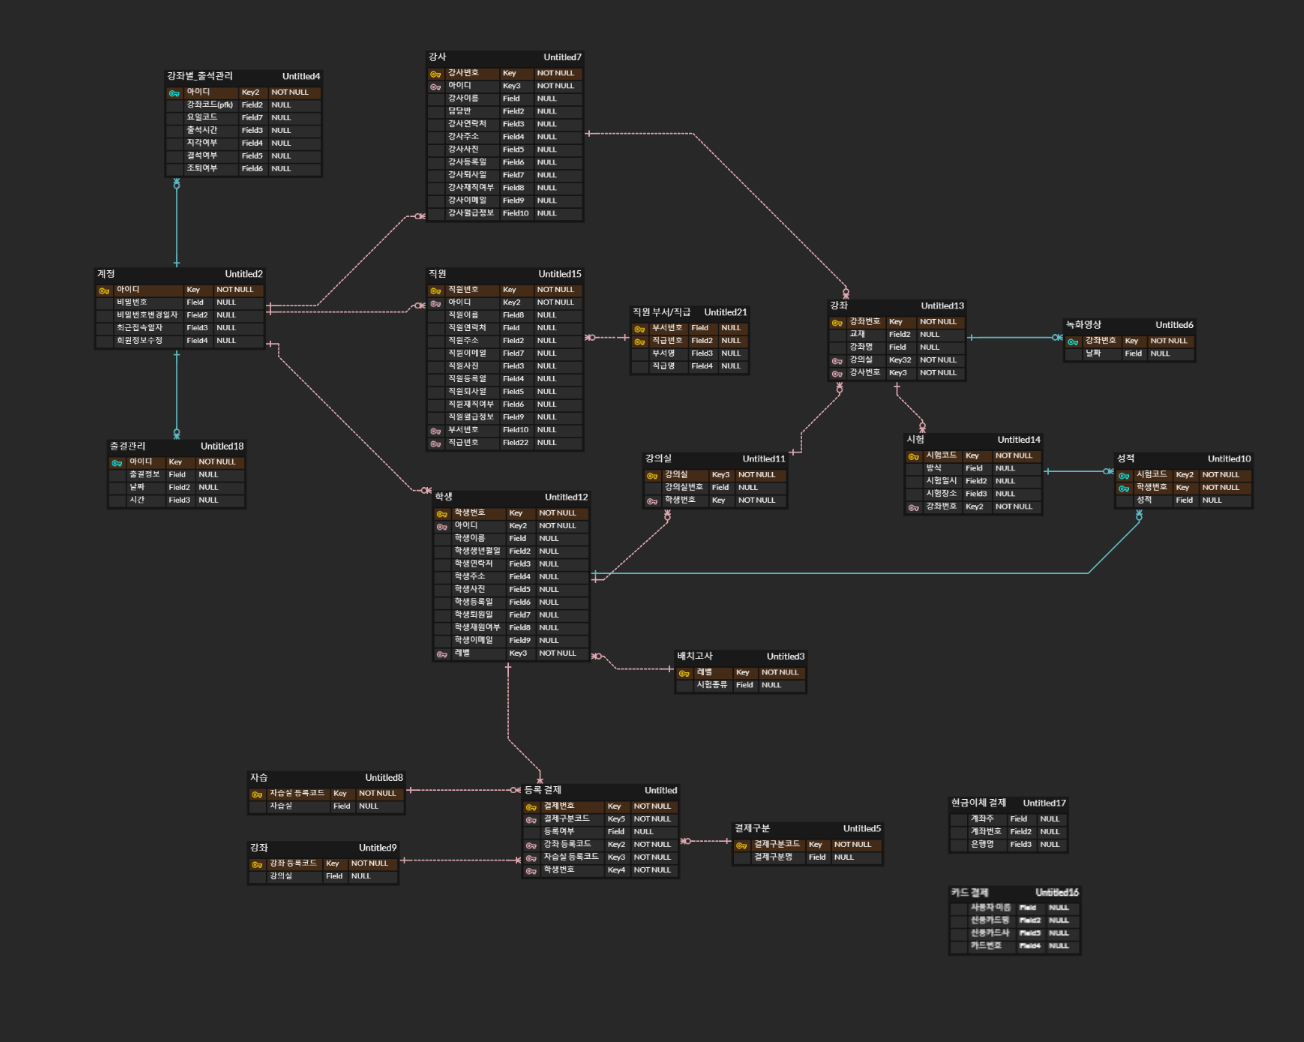 강좌별_출석관리 Untitled4
아이디 Key2 NOT NULL
강좌코드(pfk) Field2 NULL
요일코드 Field7 NULL
출석시간 Field3 NULL
지각여부 Field4 NULL
결석여부 Field5 NULL
조퇴여부 Field6 NULL
강사 Untitled7
강사번호 Key NOT NULL
아이디 Key3 NOT NULL
강사이름 Field NULL
담당반 Field2 NULL
강사연락처 Field3 NULL
강사주소 Field4 NULL
강사사진 Field5 NULL
강사등록일 Field6 NULL
강사퇴사일 Field7 NULL
강사재직여부 Field8 NULL
강사이메일 Field9 NULL
강사월급정보 Field10 NULL
계정 Untitled2
아이디 Key NOT NULL
비밀번호 Field NULL
비밀번호변경일자 Field2 NULL
최근접속일자 Field3 NULL
회원정보수정 Field4 NULL
직원 Untitled15
직원번호 Key NOT NULL
아이디 Key2 NOT NULL
직원이름 Field8 NULL
직원연락처 Field NULL
직원주소 Field2 NULL
직원이메일 Field7 NULL
직원사진 Field3 NULL
직원등록일 Field4 NULL
직원퇴사일 Field5 NULL
직원재직여부 Field6 NULL
직원월급정보 Field9 NULL
부서번호 Field10 NULL
직급번호 Field22 NULL
직원 부서/직급 Untitled21
부서번호 Field NULL
직급번호 Field2 NULL
부서명 Field3 NULL
직급명 Field4 NULL
강좌 Untitled13
강좌번호 Key NOT NULL
교재 Field2 NULL
강좌명 Field NULL
강의실 Key32 NOT NULL
강사번호 Key3 NOT NULL
녹화영상 Untitled6
강좌번호 Key NOT NULL
날짜 Field NULL
출결관리 Untitled18
아이디 Key NOT NULL
출결정보 Field NULL
날짜 Field2 NULL
시간 Field3 NULL
강의실 Untitled11
강의실 Key3 NOT NULL
강의실번호 Field NULL
학생번호 Key NOT NULL
시험 Untitled14
시험코드 Key NOT NULL
방식 Field NULL
시험일시 Field2 NULL
시험장소 Field3 NULL
강좌번호 Key2 NOT NULL
성적 Untitled10
시험코드 Key2 NOT NULL
학생번호 Key NOT NULL
성적 Field NULL
학생 Untitled12
학생번호 Key NOT NULL
아이디 Key2 NOT NULL
학생이름 Field NULL
학생생년월일 Field2 NULL
학생연락처 Field3 NULL
학생주소 Field4 NULL
학생사진 Field5 NULL
학생등록일 Field6 NULL
학생퇴원일 Field7 NULL
학생재원여부 Field8 NULL
학생이메일 Field9 NULL
레벨 Key3 NOT NULL
배치고사 Untitled3
레벨 Key NOT NULL
시험종류 Field NULL
자습 Untitled8
자습실 등록코드 Key NOT NULL
자습실 Field NULL
강좌 Untitled9
강좌 등록코드 Key NOT NULL
강의실 Field NULL
등록 결제 Untitled
결제번호 Key NOT NULL
결제구분코드 Key5 NOT NULL
등록여부 Field NULL
강좌 등록코드 Key2 NOT NULL
자습실 등록코드 Key3 NOT NULL
학생번호 Key4 NOT NULL
결제구분 Untitled5
결제구분코드 Key NOT NULL
결제구분명 Field NULL
현금이체 결제 Untitled17
계좌주 Field NULL
계좌번호 Field2 NULL
은행명 Field3 NULL
카드 결제 Untitled16
사용자 이름 Field NULL
신용카드명 Field2 NULL
신용카드사 Field3 NULL
카드번호 Field4 NULL